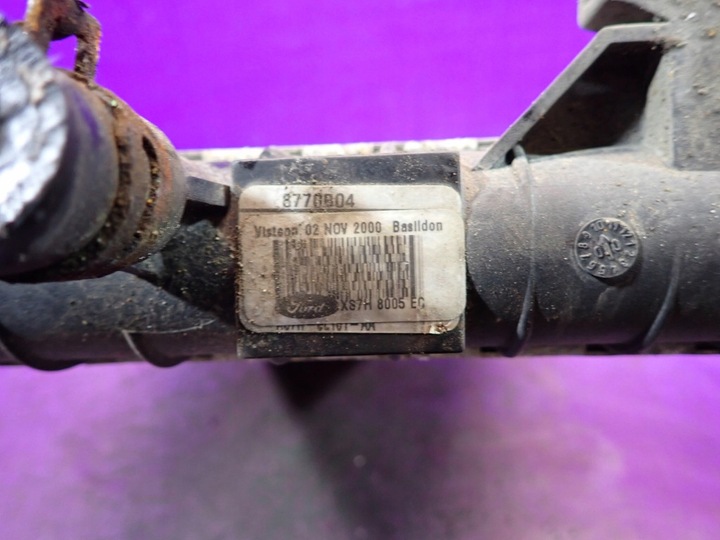 8770B04
Visteon 02 NOV 2000 Basildon
Ford XS7H 8005 EC